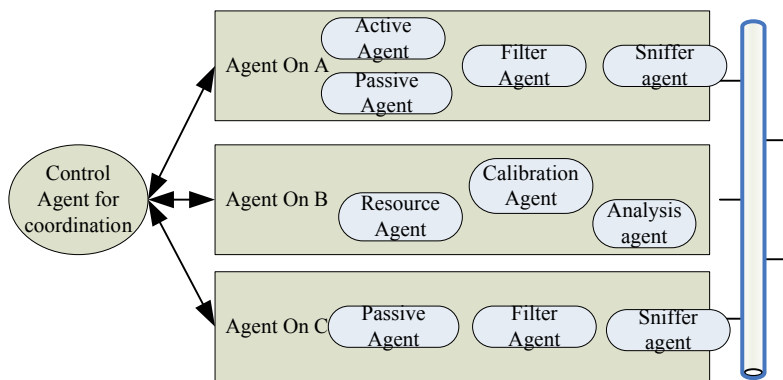 Control
Agent for
coordination
Agent On A
Active
Agent
Passive
Agent
Filter
Agent
Sniffer
agent
Agent On B
Resource
Agent
Calibration
Agent
Analysis
agent
Agent On C
Passive
Agent
Filter
Agent
Sniffer
agent